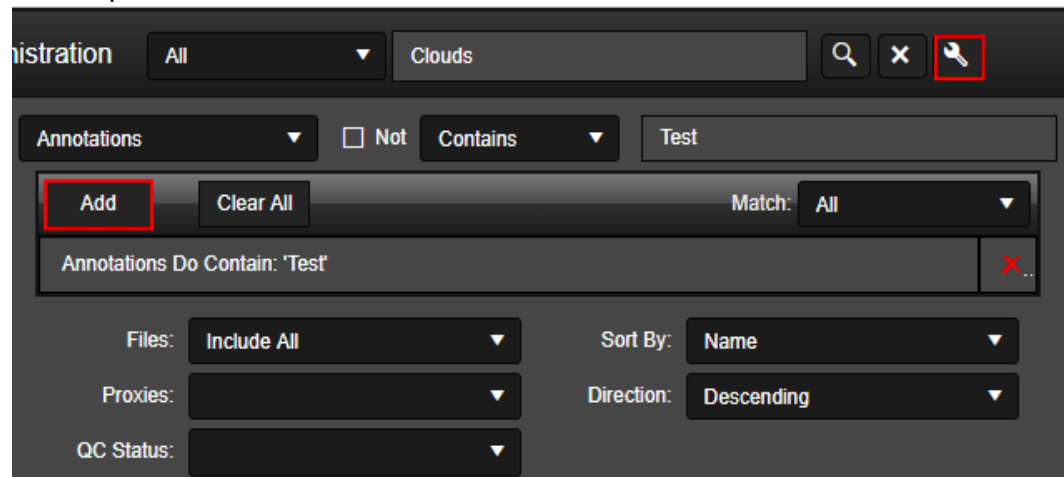 nistration All Clouds
Annotations Not Contains Test
Add Clear All Match: All
Annotations Do Contain: 'Test' ..
Files: Include All Sort By: Name
Proxies: Direction: Descending
QC Status: